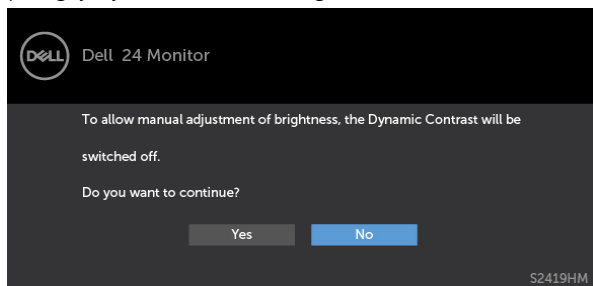 DELL
Dell 24 Monitor
To allow manual adjustment of brightness, the Dynamic Contrast will be
switched off.
Do you want to continue?
Yes No
S2419HM